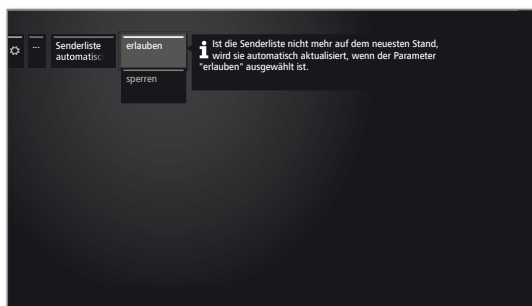 ...
Senderliste
automatisc
erlauben
sperren
i Ist die Senderliste nicht mehr auf dem neuesten Stand,
wird sie automatisch aktualisiert, wenn der Parameter
"erlauben" ausgewählt ist.